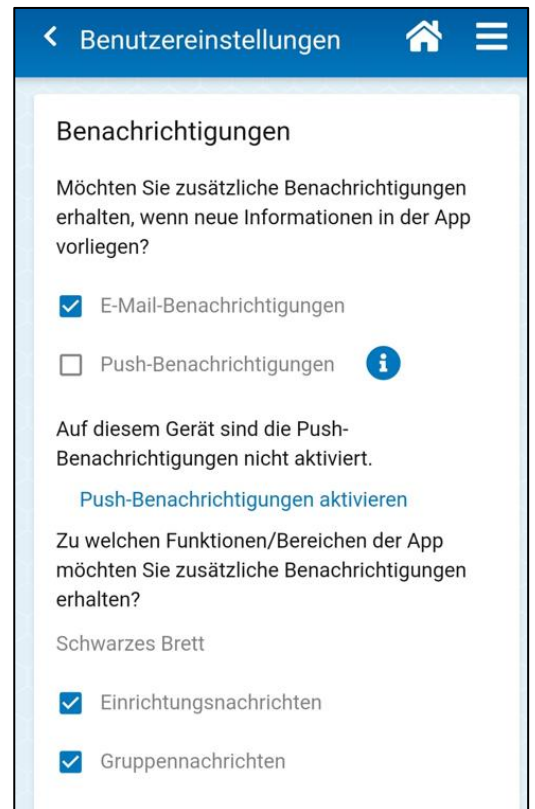 Benutzereinstellungen
Benachrichtigungen
Möchten Sie zusätzliche Benachrichtigungen
erhalten, wenn neue Informationen in der App
vorliegen?
E-Mail-Benachrichtigungen
Push-Benachrichtigungen
Auf diesem Gerät sind die Push-
Benachrichtigungen nicht aktiviert.
Push-Benachrichtigungen aktivieren
Zu welchen Funktionen/Bereichen der App
möchten Sie zusätzliche Benachrichtigungen
erhalten?
Schwarzes Brett
Einrichtungsnachrichten
Gruppennachrichten